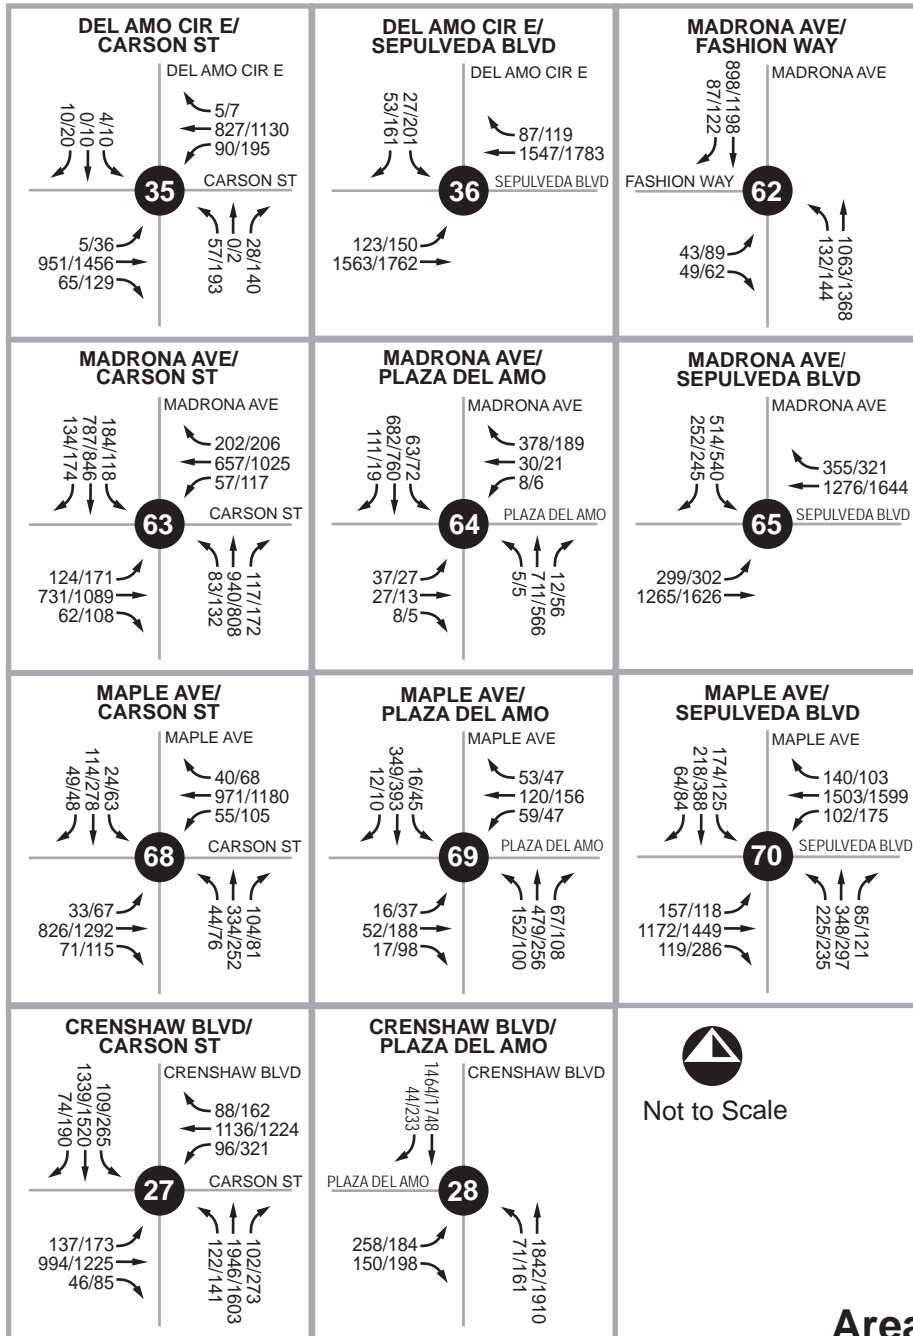 DEL AMO CIR E/
CARSON ST
DEL AMO CIR E
10/20
0/10
4/10
5/7
827/1130
90/195
CARSON ST
35
5/36
951/1456
65/129
57/193
0/2
28/140
DEL AMO CIR E/
SEPULVEDA BLVD
DEL AMO CIR E
53/161
27/201
87/119
1547/1783
SEPULVEDA BLVD
36
123/150
1563/1762
MADRONA AVE/
FASHION WAY
MADRONA AVE
87/122
898/1198
FASHION WAY
62
43/89
49/62
132/144
1063/1368
MADRONA AVE/
CARSON ST
MADRONA AVE
134/174
787/846
184/118
202/206
657/1025
57/117
CARSON ST
63
124/171
731/1089
62/108
83/132
940/808
117/172
MADRONA AVE/
PLAZA DEL AMO
MADRONA AVE
111/19
682/760
63/72
378/189
30/21
8/6
PLAZA DEL AMO
64
37/27
27/13
8/5
5/5
711/566
12/56
MADRONA AVE/
SEPULVEDA BLVD
MADRONA AVE
252/245
514/540
355/321
1276/1644
SEPULVEDA BLVD
65
299/302
1265/1626
MAPLE AVE/
CARSON ST
MAPLE AVE
49/48
114/278
24/63
40/68
971/1180
55/105
CARSON ST
68
33/67
826/1292
71/115
44/76
334/252
104/81
MAPLE AVE/
PLAZA DEL AMO
MAPLE AVE
12/10
349/393
16/45
53/47
120/156
59/47
PLAZA DEL AMO
69
16/37
52/188
17/98
152/100
479/256
67/108
MAPLE AVE/
SEPULVEDA BLVD
MAPLE AVE
64/84
218/388
174/125
140/103
1503/1599
102/175
SEPULVEDA BLVD
70
157/118
1172/1449
119/286
225/235
348/297
85/121
CRENSHAW BLVD/
CARSON ST
CRENSHAW BLVD
74/190
1339/1520
109/265
88/162
1136/1224
96/321
CARSON ST
27
137/173
994/1225
46/85
122/141
1946/1603
102/273
CRENSHAW BLVD/
PLAZA DEL AMO
CRENSHAW BLVD
44/233
1464/1748
PLAZA DEL AMO
28
258/184
150/198
71/161
1842/1910
Not to Scale
Area